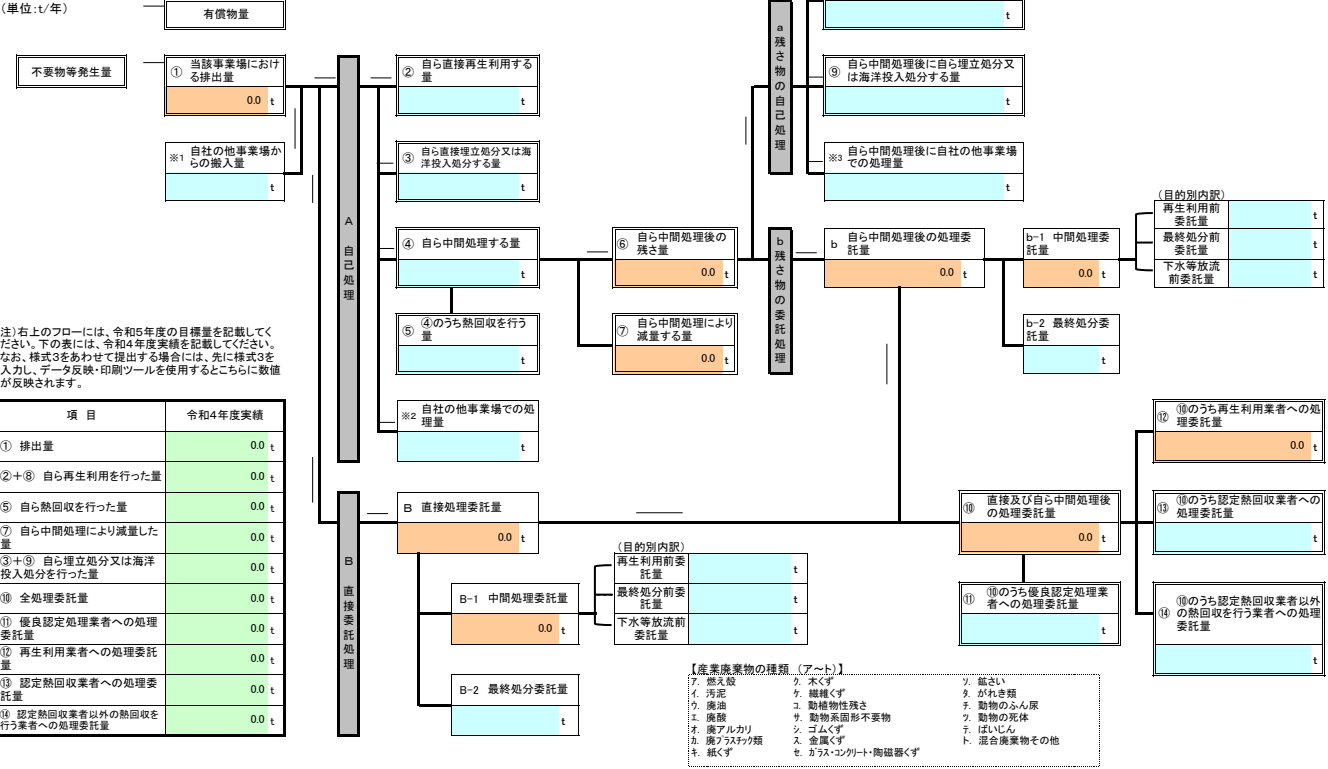 （単位：t/年）
有償物量
不要物等発生量
① 当該事業場におけ
る排出量
0.0 t
※1 自社の他事業場か
らの搬入量
t
A 自己処理
② 自ら直接再生利用する
量
t
③ 自ら直接埋立処分又は海
洋投入処分する量
t
④ 自ら中間処理する量
t
⑤ ④のうち熱回収を行う
量
t
※2 自社の他事業場での処
理量
t
⑥ 自ら中間処理後の
残さ量
0.0 t
⑦ 自ら中間処理により
減量する量
0.0 t
a 残さ物の自己処理
t
⑨ 自ら中間処理後に自ら埋立処分又
は海洋投入処分する量
t
※3 自ら中間処理後に自社の他事業場
での処理量
t
b 残さ物の委託処理
b 自ら中間処理後の処理委
託量
0.0 t
b-1 中間処理委
託量
0.0 t
（目的別内訳）
再生利用前
委託量
t
最終処分前
委託量
t
下水等放流
前委託量
t
b-2 最終処分委
託量
t
注）右上のフローには、令和5年度の目標量を記載してく
ださい。下の表には、令和4年度実績を記載してください。
なお、様式3をあわせて提出する場合には、先に様式3を
入力し、データ反映・印刷ツールを使用するとこちらに数値
が反映されます。
項 目 令和4年度実績
① 排出量 0.0 t
②＋⑧ 自ら再生利用を行った量 0.0 t
⑤ 自ら熱回収を行った量 0.0 t
⑦ 自ら中間処理により減量した
量 0.0 t
③＋⑨ 自ら埋立処分又は海洋
投入処分を行った量 0.0 t
⑩ 全処理委託量 0.0 t
⑪ 優良認定処理業者への処理
委託量 0.0 t
⑫ 再生利用業者への処理委託
量 0.0 t
⑬ 認定熱回収業者への処理委
託量 0.0 t
⑭ 認定熱回収業者以外の熱回収を
行う業者への処理委託量 0.0 t
B 直接委託処理
B 直接処理委託量
0.0 t
B-1 中間処理委託量
0.0 t
（目的別内訳）
再生利用前委
託量
t
最終処分前委
託量
t
下水等放流前
委託量
t
B-2 最終処分委託量
t
⑩ 直接及び自ら中間処理後
の処理委託量
0.0 t
⑪ ⑩のうち優良認定処理業
者への処理委託量
t
⑫ ⑩のうち再生利用業者への処
理委託量
0.0 t
⑬ ⑩のうち認定熱回収業者への
処理委託量
t
⑭ ⑩のうち認定熱回収業者以外
の熱回収を行う業者への処理
委託量
t
【産業廃棄物の種類 （ア～ト）】
ア. 燃え殻 ク. 木くず ソ. 鉱さい
イ. 汚泥 ケ. 繊維くず タ. がれき類
ウ. 廃油 コ. 動植物性残さ チ. 動物のふん尿
エ. 廃酸 サ. 動物系固形不要物 ツ. 動物の死体
オ. 廃アルカリ シ. ゴムくず テ. ばいじん
カ. 廃プラスチック類 ス. 金属くず ト. 混合廃棄物その他
キ. 紙くず セ. ガラス・コンクリート・陶磁器くず